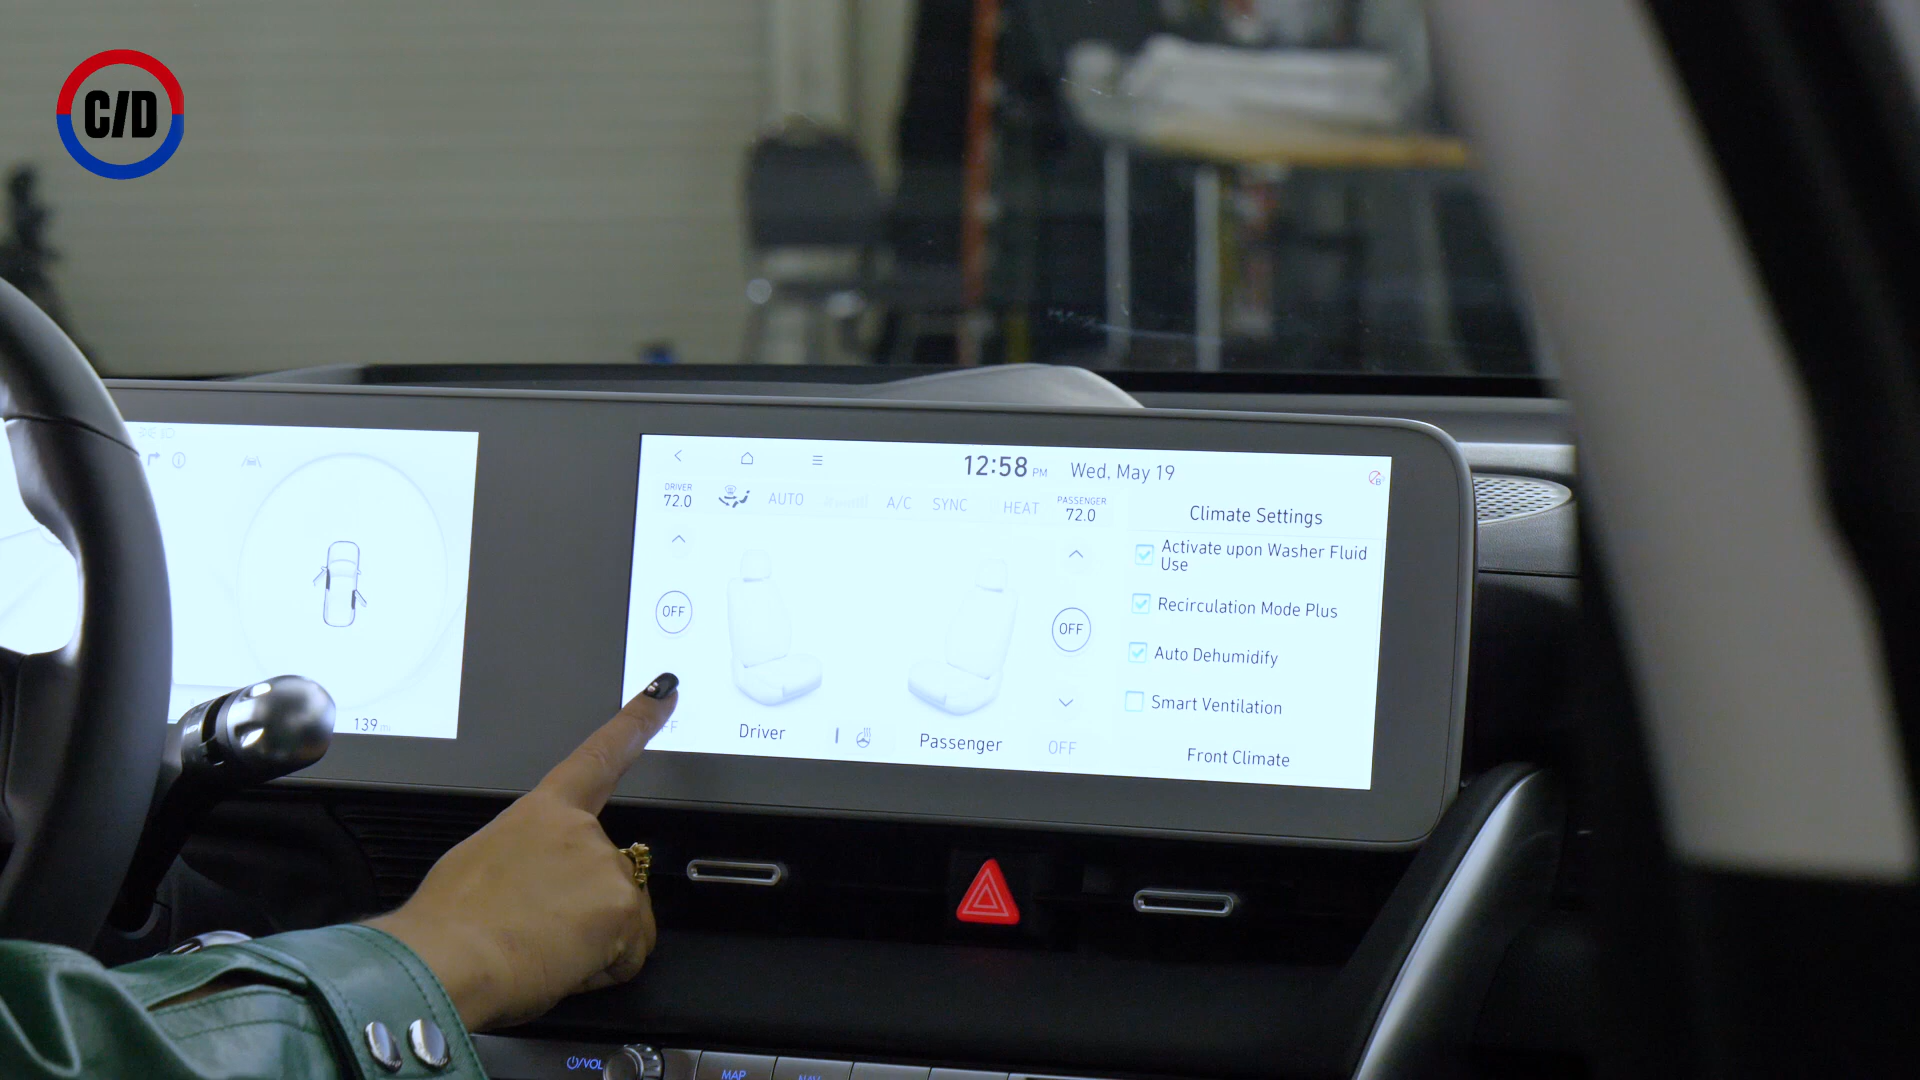 C/D
12:58 PM Wed, May 19
DRIVER
72.0
AUTO
A/C
SYNC
HEAT
PASSENGER
72.0
Climate Settings
Activate upon Washer Fluid
Use
OFF
OFF
Recirculation Mode Plus
Auto Dehumidify
Smart Ventilation
139 mi
Driver
Passenger
OFF
Front Climate
VOL
MAP